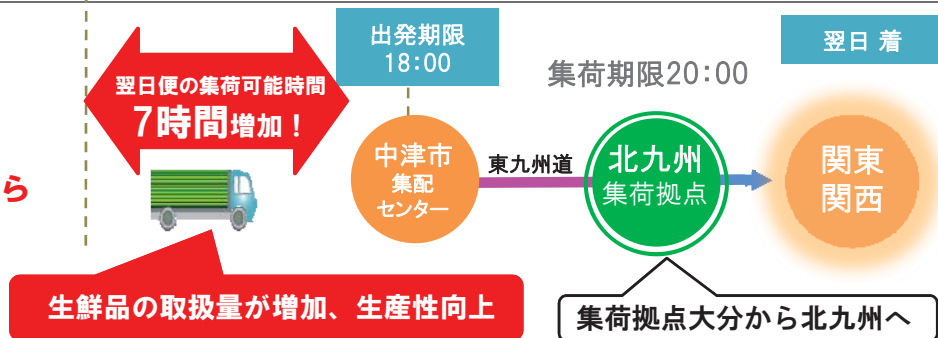 出発期限
18:00
翌日 着
翌日便の集荷可能時間
7時間増加！
集荷期限20:00
中津市
集配
センター
東九州道
北九州
集荷拠点
関東
関西
ら
生鮮品の取扱量が増加、生産性向上
集荷拠点大分から北九州へ